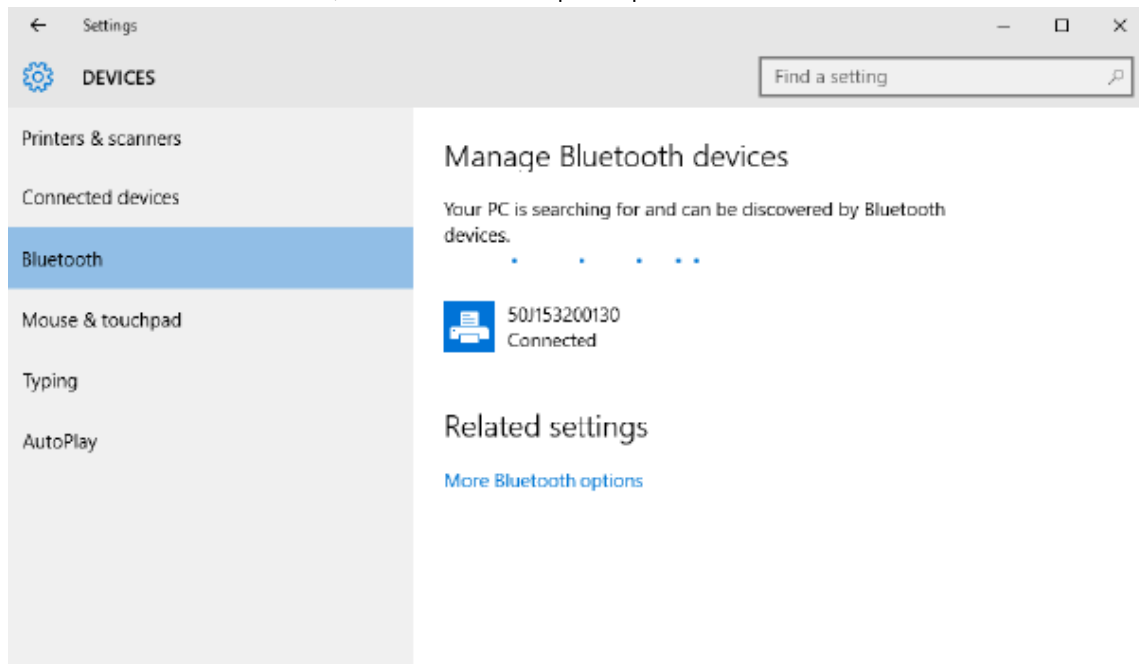 Settings
DEVICES
Find a setting
Printers & scanners
Connected devices
Bluetooth
Mouse & touchpad
Typing
AutoPlay
Manage Bluetooth devices
Your PC is searching for and can be discovered by Bluetooth
devices.
50J153200130
Connected
Related settings
More Bluetooth options